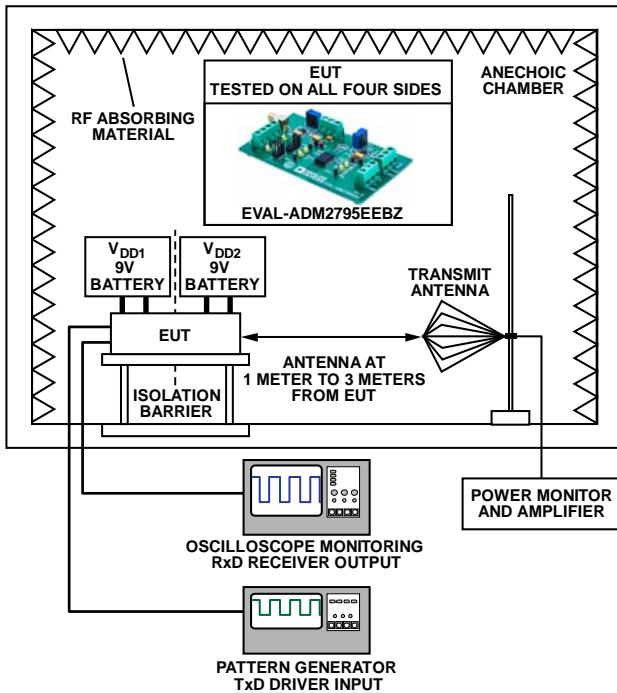 EUT
TESTED ON ALL FOUR SIDES
ANECHOIC
CHAMBER
RF ABSORBING
MATERIAL
EVAL-ADM2795EEBZ
VDD1
9V
BATTERY
VDD2
9V
BATTERY
TRANSMIT
ANTENNA
EUT
ANTENNA AT
1 METER TO 3 METERS
FROM EUT
ISOLATION
BARRIER
POWER MONITOR
AND AMPLIFIER
OSCILLOSCOPE MONITORING
RxD RECEIVER OUTPUT
PATTERN GENERATOR
TxD DRIVER INPUT